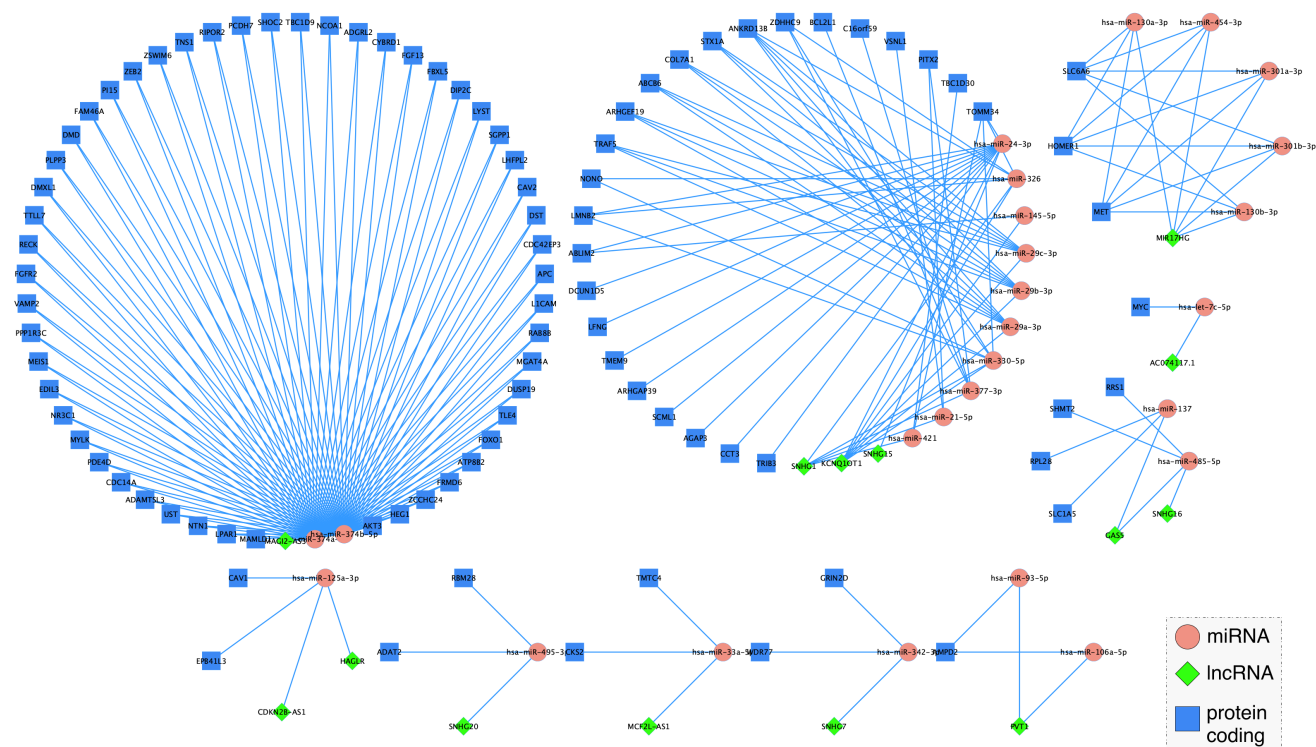 SHOC2
TBC1D9
NCOA1
PCDH7
ADGRL2
RIPOR2
CYBRD1
TNS1
FGF13
ZSWIM6
FBXL5
ZEB2
DIP2C
PI15
LYST
FAM46A
SGPP1
DMD
LHFPL2
PLPP3
CAV2
DMXL1
DST
TTLL7
CDC42EP3
RECK
APC
FGFR2
L1CAM
VAMP2
RAB8B
PPP1R3C
MGAT4A
MEIS1
DUSP19
EDIL3
TLE4
NR3C1
FOXO1
MYLK
ATP8B2
PDE4D
FRMD6
CDC14A
ZCCHC24
ADAMTSL3
HEG1
UST
AKT3
NTN1
LPAR1
MAMLD1
MAGI2-AS3
hsa-miR-374b-5p
ZDHHC9
BCL2L1
C16orf59
ANKRD13B
VSNL1
STX1A
PITX2
COL7A1
TBC1D30
ABCB6
TOMM34
ARHGEF19
hsa-miR-24-3p
TRAF5
hsa-miR-326
NONO
hsa-miR-145-5p
LMNB2
hsa-miR-29c-3p
ABLIM2
hsa-miR-29b-3p
DCUN1D5
hsa-miR-29a-3p
LFNG
hsa-miR-330-5p
TMEM9
hsa-miR-377-3p
ARHGAP39
hsa-miR-21-5p
SCML1
hsa-miR-421
AGAP3
SNHG15
CCT3
KCNQ1OT1
TRIB3
SNHG1
hsa-miR-130a-3p
hsa-miR-454-3p
SLC6A6
hsa-miR-301a-3p
HOMER1
hsa-miR-301b-3p
MET
hsa-miR-130b-3p
MIR17HG
MYC
hsa-let-7c-5p
AC074117.1
RRS1
SHMT2
hsa-miR-137
RPL28
hsa-miR-485-5p
SLC1A5
SNHG16
GAS5
CAV1
hsa-miR-125a-3p
EPB41L3
HAGLR
CDKN2B-AS1
RBM28
ADAT2
hsa-miR-495-3
SNHG20
TMTC4
CKS2
hsa-miR-33a-5
MCF2L-AS1
GRIN2D
WDR77
hsa-miR-342-3
SNHG7
hsa-miR-93-5p
AMPD2
hsa-miR-106a-5p
PVT1
miRNA
lncRNA
protein
coding